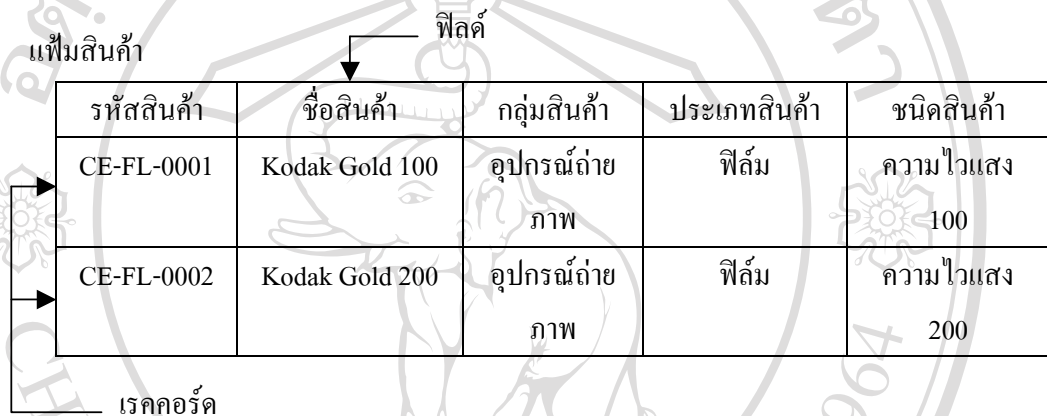 ฟิลด์
แฟ้มสินค้า
รหัสสินค้า ชื่อสินค้า กลุ่มสินค้า ประเภทสินค้า ชนิดสินค้า
CE-FL-0001 Kodak Gold 100 อุปกรณ์ถ่าย ฟิล์ม ความไวแสง
ภาพ 100
CE-FL-0002 Kodak Gold 200 อุปกรณ์ถ่าย ฟิล์ม ความไวแสง
ภาพ 200
เรคคอร์ด